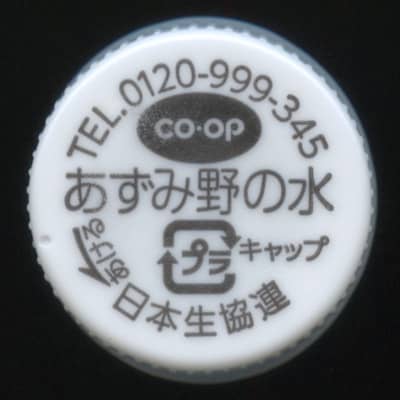 TEL.0120-999-345
CO·OP
あずみ野の水
あける
プラ
キャップ
日本生協連